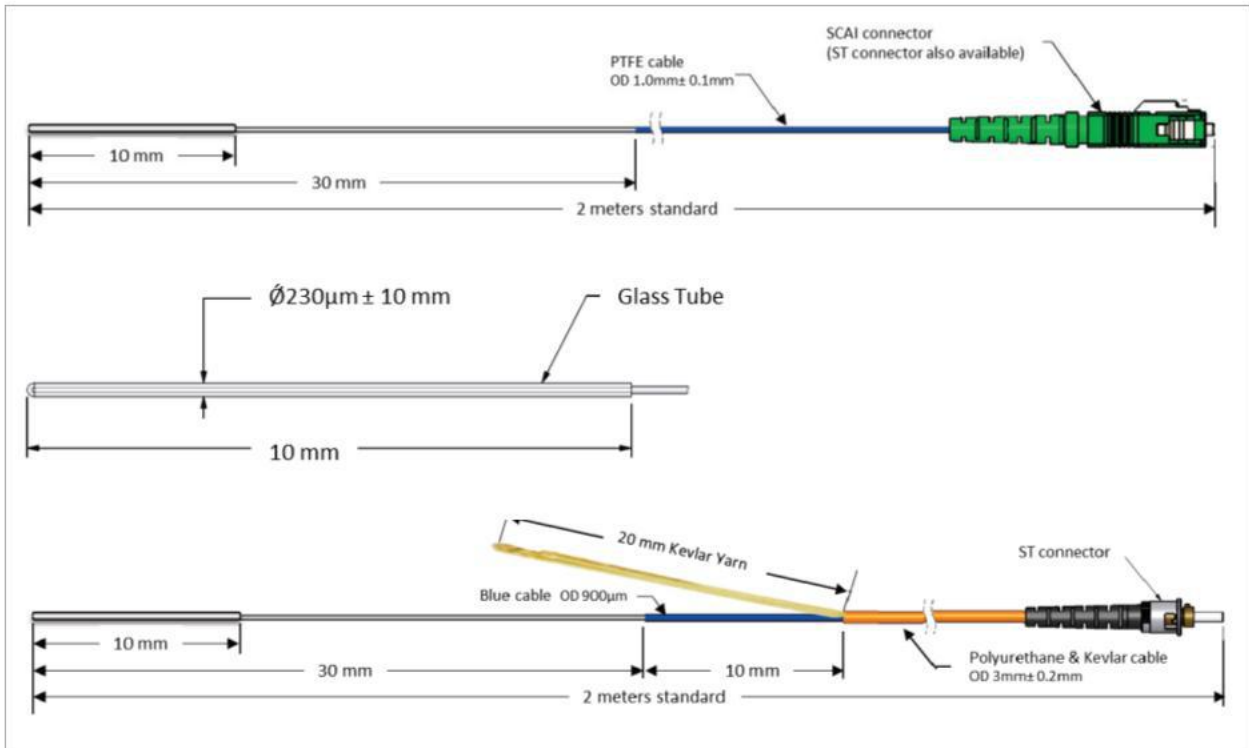 SCAI connector
(ST connector also available)
PTFE cable
OD 1.0mm± 0.1mm
10 mm
30 mm
2 meters standard
Ǿ230µm ± 10 mm
Glass Tube
10 mm
20 mm Kevlar Yarn
ST connector
Blue cable OD 900µm
10 mm
30 mm
10 mm
Polyurethane & Kevlar cable
OD 3mm± 0.2mm
2 meters standard